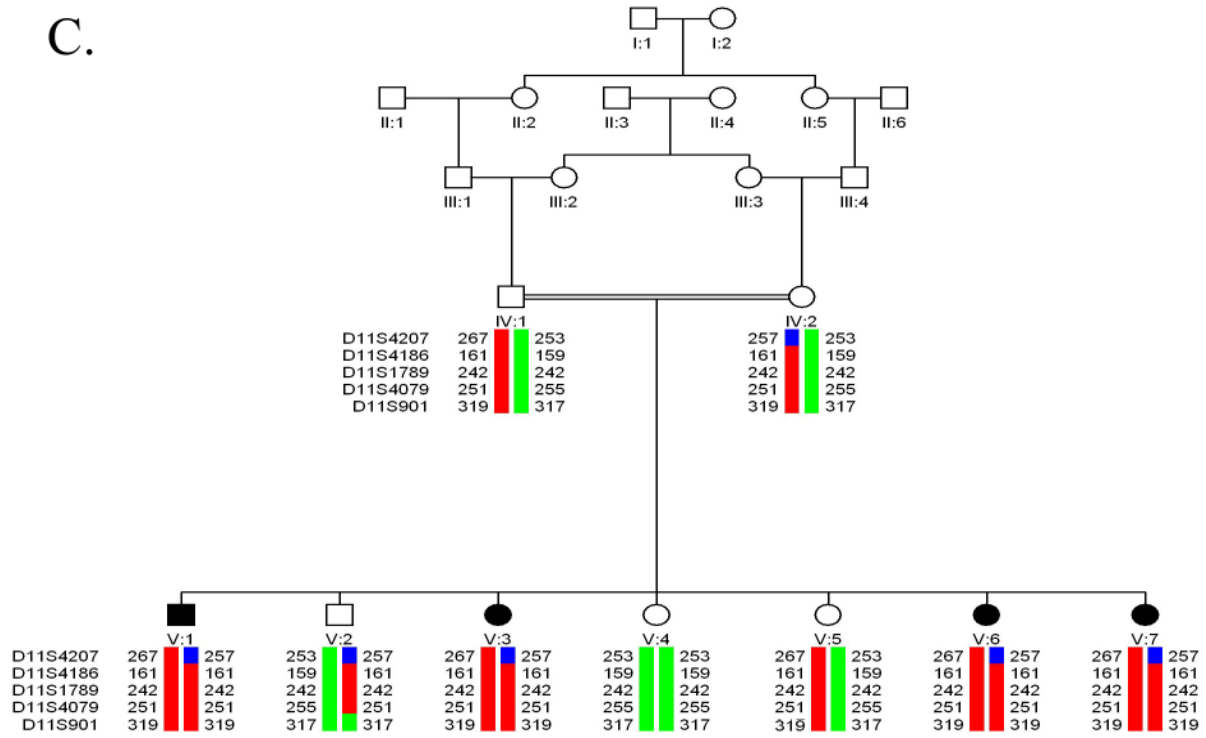 C.
I:1 I:2
II:1 II:2 II:3 II:4 II:5 II:6
III:1 III:2 III:3 III:4
IV:1 IV:2
D11S4207 267 253 257 253
D11S4186 161 159 161 159
D11S1789 242 242 242 242
D11S4079 251 255 251 255
D11S901 319 317 319 317
V:1 V:2 V:3 V:4 V:5 V:6 V:7
D11S4207 267 257 253 257 267 257 253 253 267 253 267 257 267 257
D11S4186 161 161 159 161 161 161 159 159 161 159 161 161 161 161
D11S1789 242 242 242 242 242 242 242 242 242 242 242 242 242 242
D11S4079 251 251 255 251 251 251 255 255 251 255 251 251 251 251
D11S901 319 319 317 317 319 319 317 317 319 317 319 319 319 319